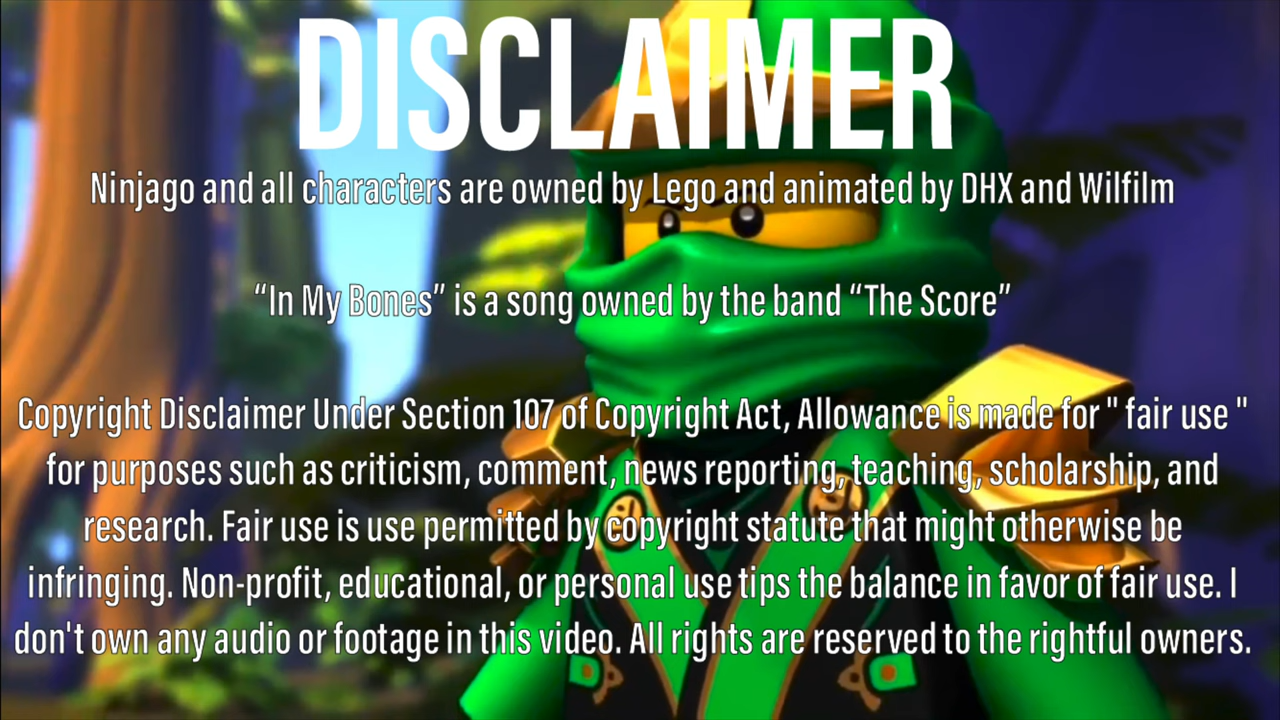 DISCLAIMER
Ninjago and all characters are owned by Lego and animated by DHX and Wilfilm
“In My Bones” is a song owned by the band “The Score”
Copyright Disclaimer Under Section 107 of Copyright Act, Allowance is made for " fair use "
for purposes such as criticism, comment, news reporting, teaching, scholarship, and
research. Fair use is use permitted by copyright statute that might otherwise be
infringing. Non-profit, educational, or personal use tips the balance in favor of fair use. I
don't own any audio or footage in this video. All rights are reserved to the rightful owners.